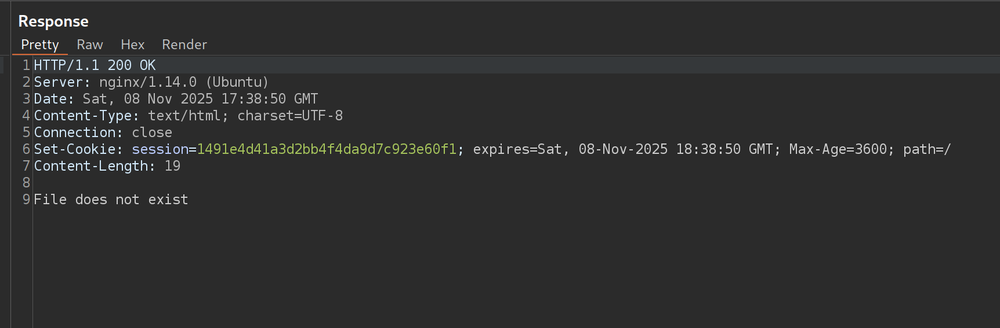 Response
Pretty Raw Hex Render
1 HTTP/1.1 200 OK
2 Server: nginx/1.14.0 (Ubuntu)
3 Date: Sat, 08 Nov 2025 17:38:50 GMT
4 Content-Type: text/html; charset=UTF-8
5 Connection: close
6 Set-Cookie: session=1491e4d41a3d2bb4f4da9d7c923e60f1; expires=Sat, 08-Nov-2025 18:38:50 GMT; Max-Age=3600; path=/
7 Content-Length: 19
8
9 File does not exist